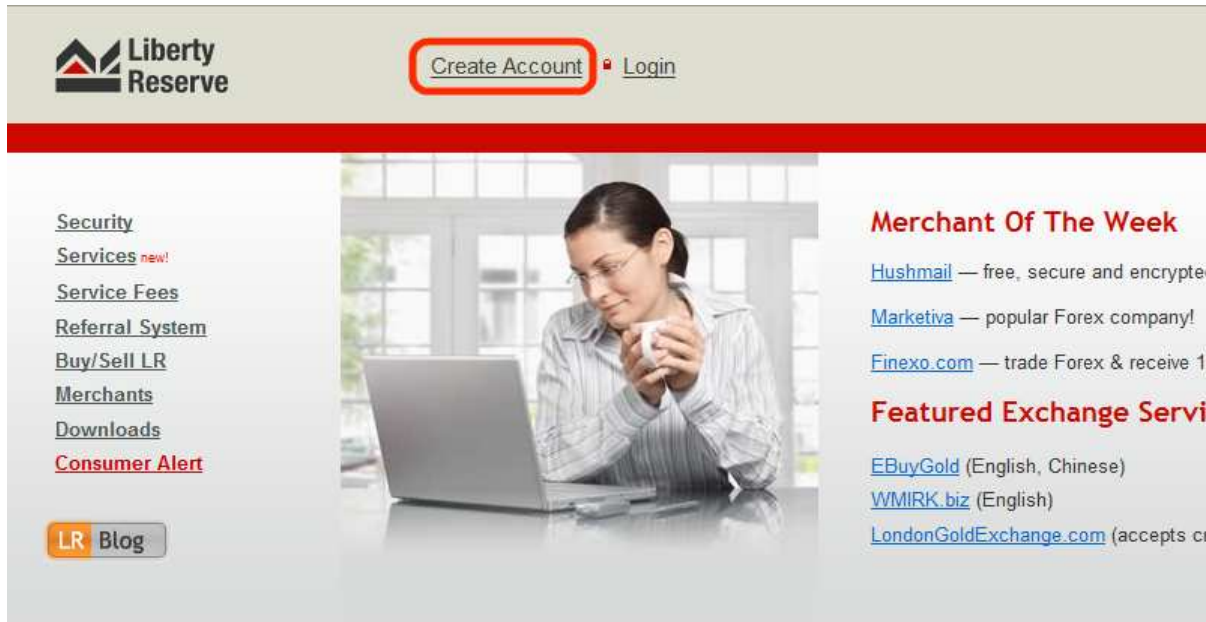 Liberty
Reserve
Create Account
Login
Security
Services new!
Service Fees
Referral System
Buy/Sell LR
Merchants
Downloads
Consumer Alert
LR Blog
Merchant Of The Week
Hushmail — free, secure and encrypte
Marketiva — popular Forex company!
Finexo.com — trade Forex & receive 1
Featured Exchange Servi
EBuyGold (English, Chinese)
WMIRK.biz (English)
LondonGoldExchange.com (accepts cr